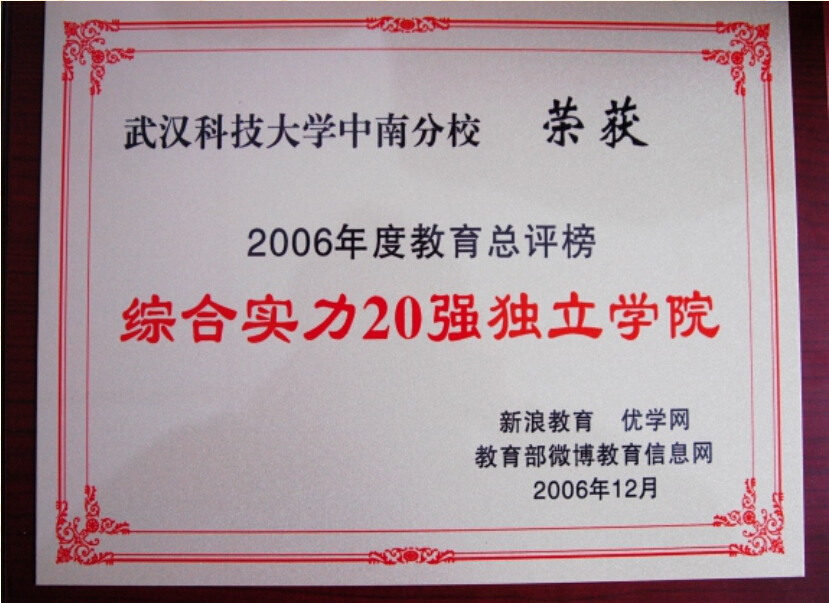 武汉科技大学中南分校 荣获
2006年度教育总评榜
综合实力20强独立学院
新浪教育 优学网
教育部微博教育信息网
2006年12月